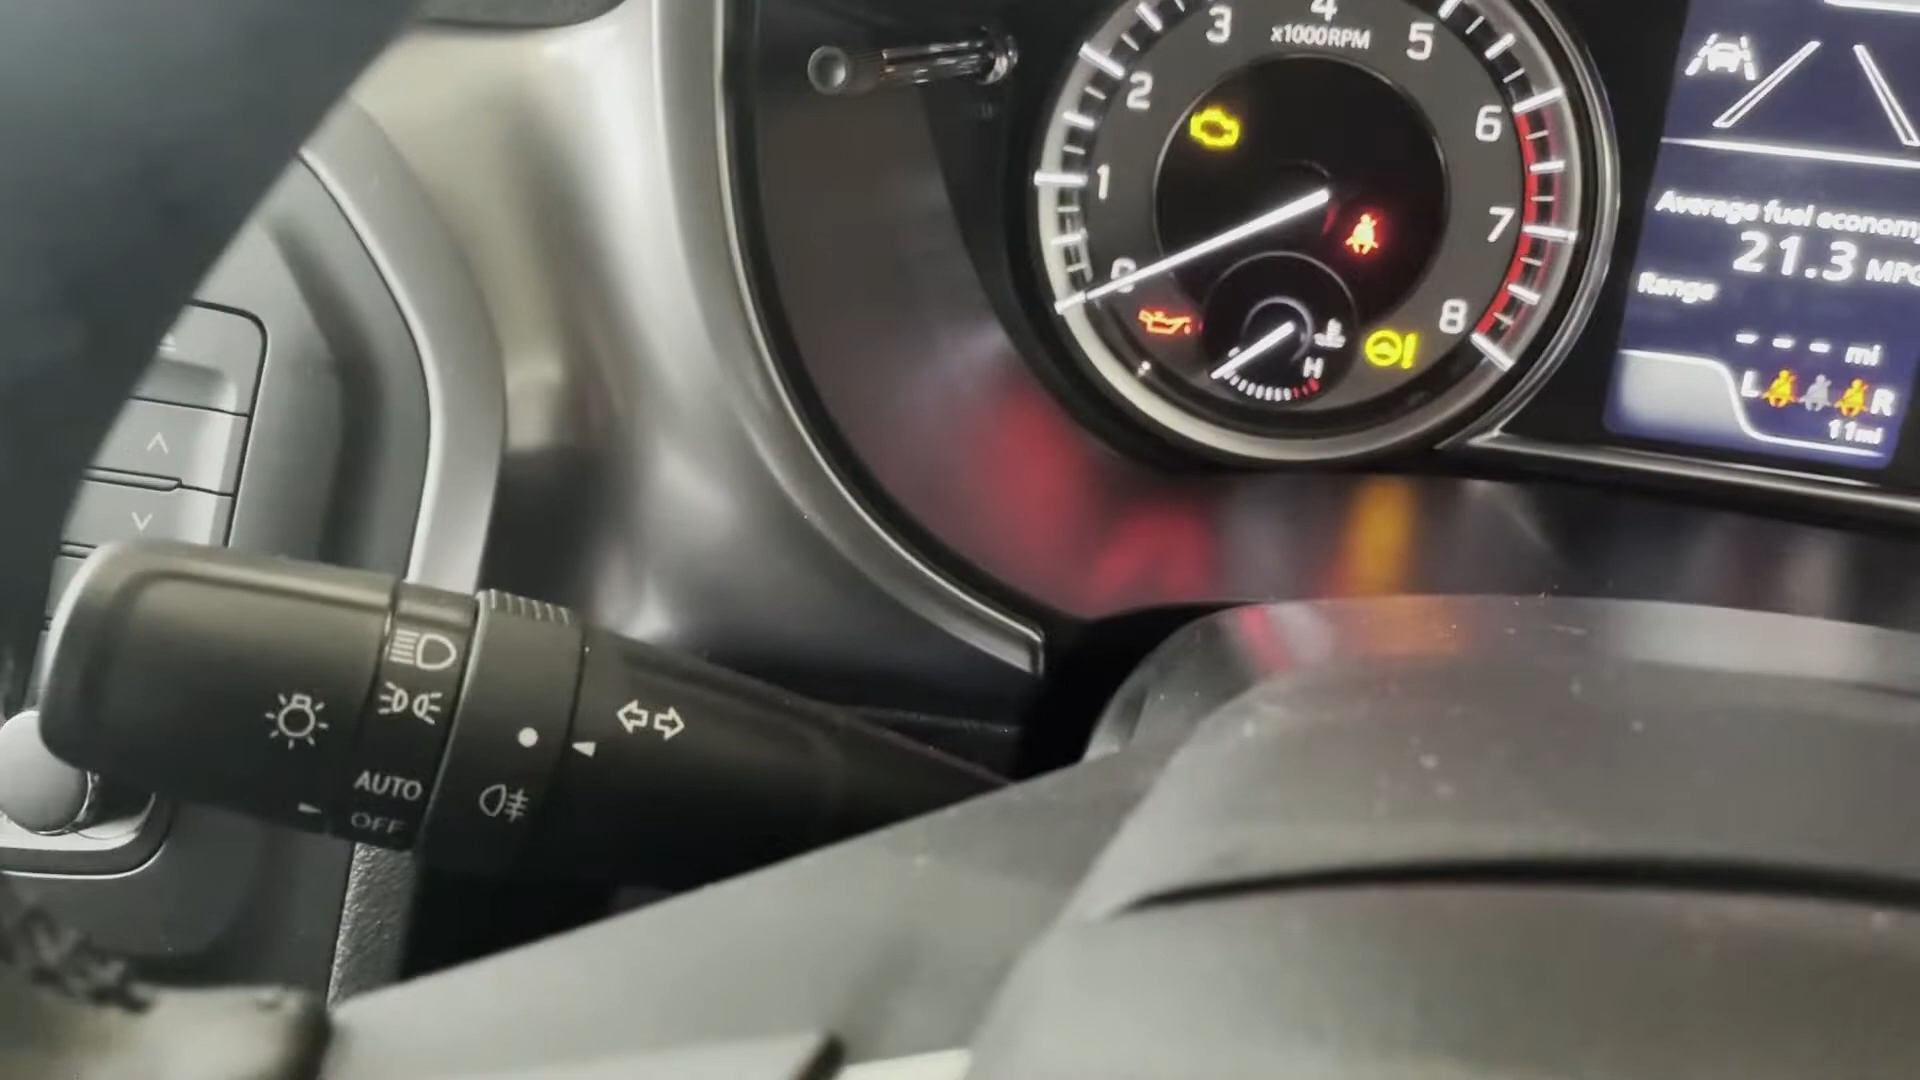 3
4
5
x1000RPM
2
6
1
7
0
8
H
Average fuel economy
21.3 MPG
Range
- - - mi
L R
11mi
AUTO
OFF